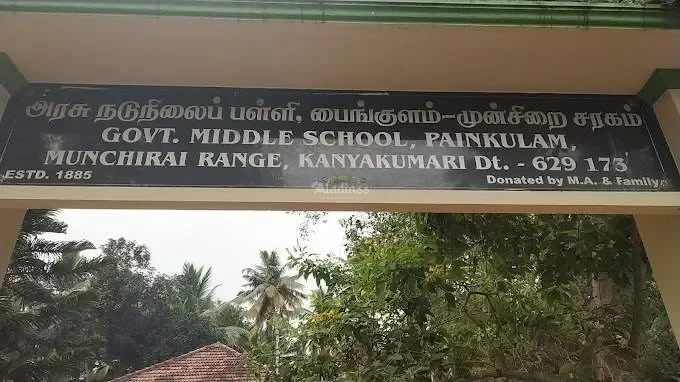 அரசு நடுநிலைப் பள்ளி, பைங்குளம்-முன்சிறை சரகம்
GOVT. MIDDLE SCHOOL, PAINKULAM,
MUNCHIRAI RANGE, KANYAKUMARI Dt. - 629 173
ESTD. 1885
Donated by M.A. & Family